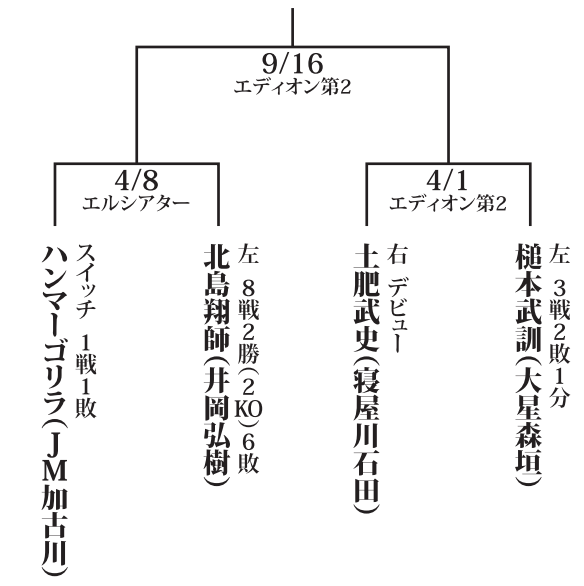 9/16
エディオン第2
4/8
エルシアター
4/1
エディオン第2
スイッチ 1戦1敗
ハンマーゴリラ(JM加古川)
左 8戦2勝(2KO)6敗
北島翔師(井岡弘樹)
右 デビュー
土肥武史(寝屋川石田)
左 3戦2敗1分
槌本武訓(大星森垣)